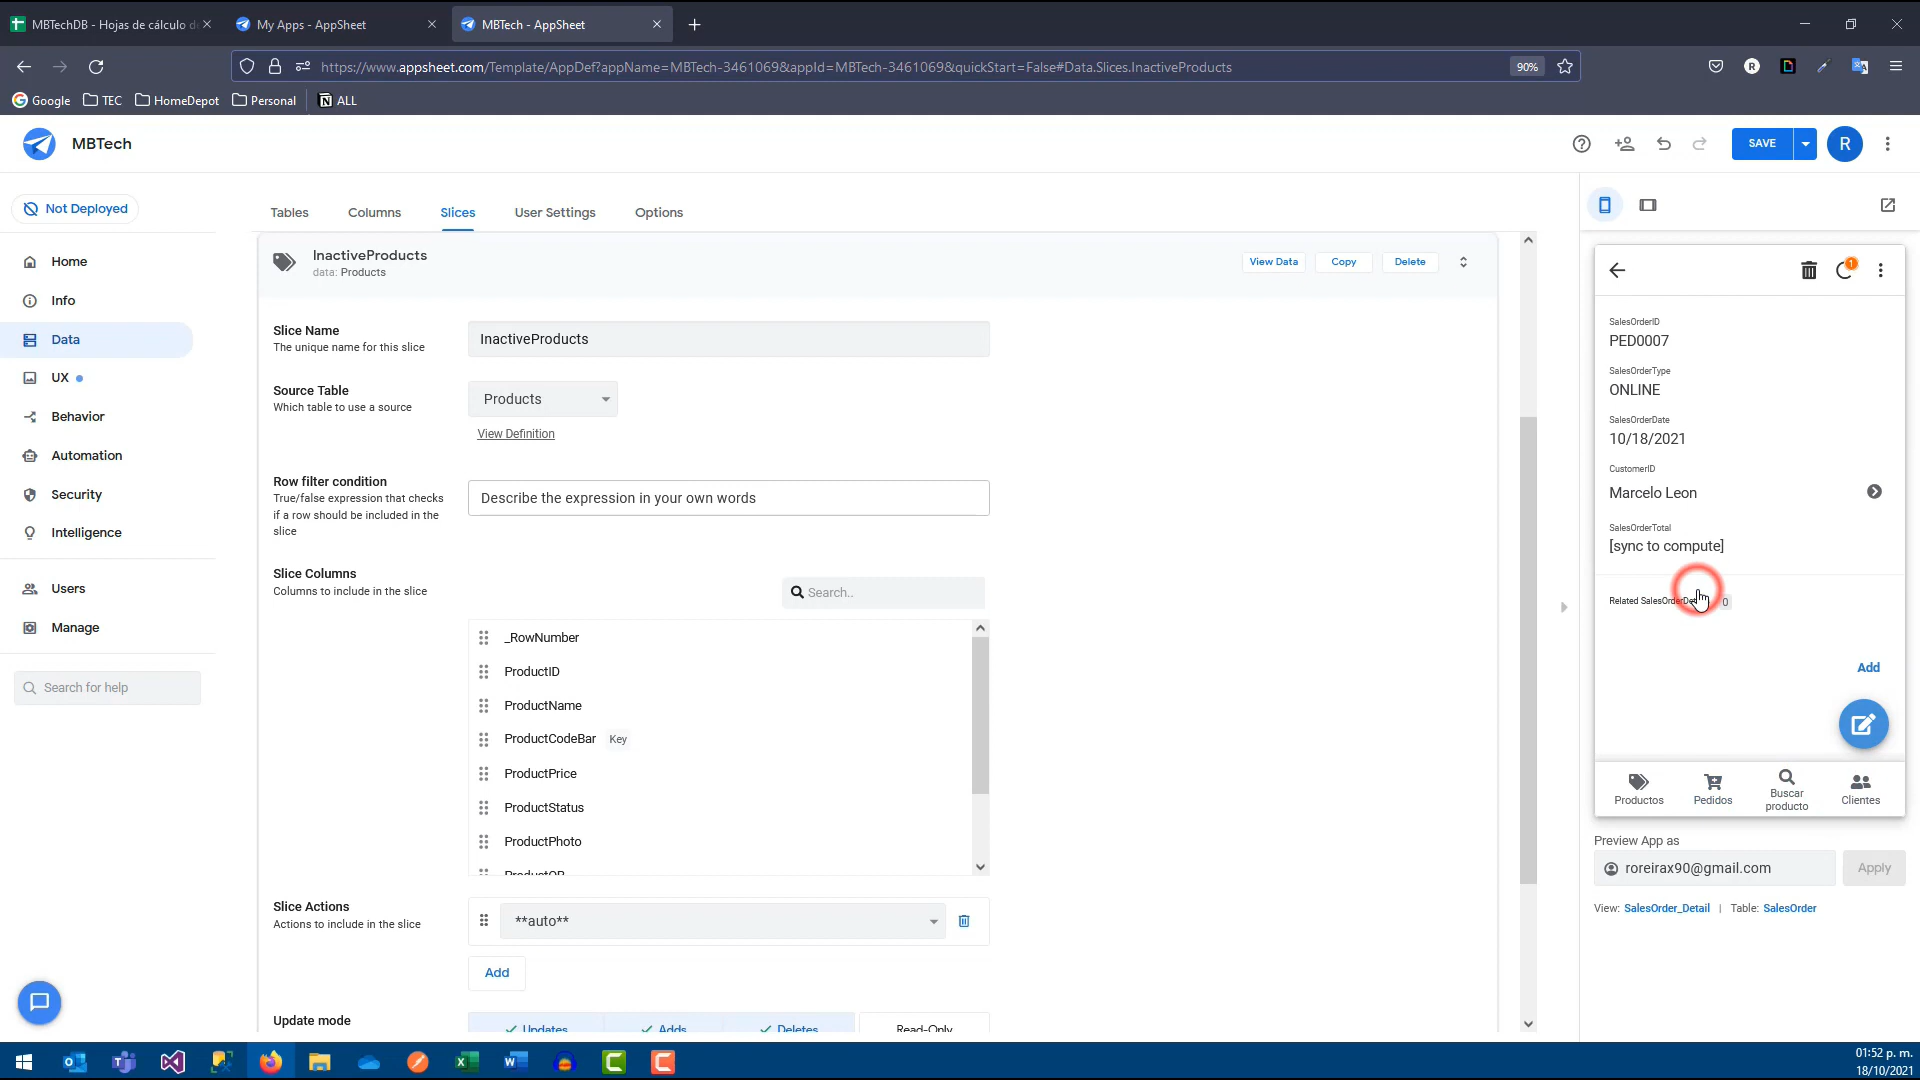 MBTechDB - Hojas de cálculo d
My Apps - AppSheet
MBTech - AppSheet
https://www.appsheet.com/Template/AppDef?appName=MBTech-3461069&appId=MBTech-3461069&quickStart=False#Data.Slices.InactiveProducts
90%
Google
TEC
HomeDepot
Personal
ALL
MBTech
SAVE
R
Not Deployed
Home
Info
Data
UX
Behavior
Automation
Security
Intelligence
Users
Manage
Search for help
Tables
Columns
Slices
User Settings
Options
InactiveProducts
data: Products
View Data
Copy
Delete
Slice Name
The unique name for this slice
InactiveProducts
Source Table
Which table to use a source
Products
View Definition
Row filter condition
True/false expression that checks
if a row should be included in the
slice
Describe the expression in your own words
Slice Columns
Columns to include in the slice
Search..
_RowNumber
ProductID
ProductName
ProductCodeBar Key
ProductPrice
ProductStatus
ProductPhoto
ProductQR
Slice Actions
Actions to include in the slice
**auto**
Add
Update mode
Updates
Adds
Deletes
Read-Only
1
SalesOrderID
PED0007
SalesOrderType
ONLINE
SalesOrderDate
10/18/2021
CustomerID
Marcelo Leon
SalesOrderTotal
[sync to compute]
Related 0
Add
Productos
Pedidos
Buscar
producto
Clientes
Preview App as
roreirax90@gmail.com
Apply
View: SalesOrder_Detail | Table: SalesOrder
01:52 p. m.
18/10/2021